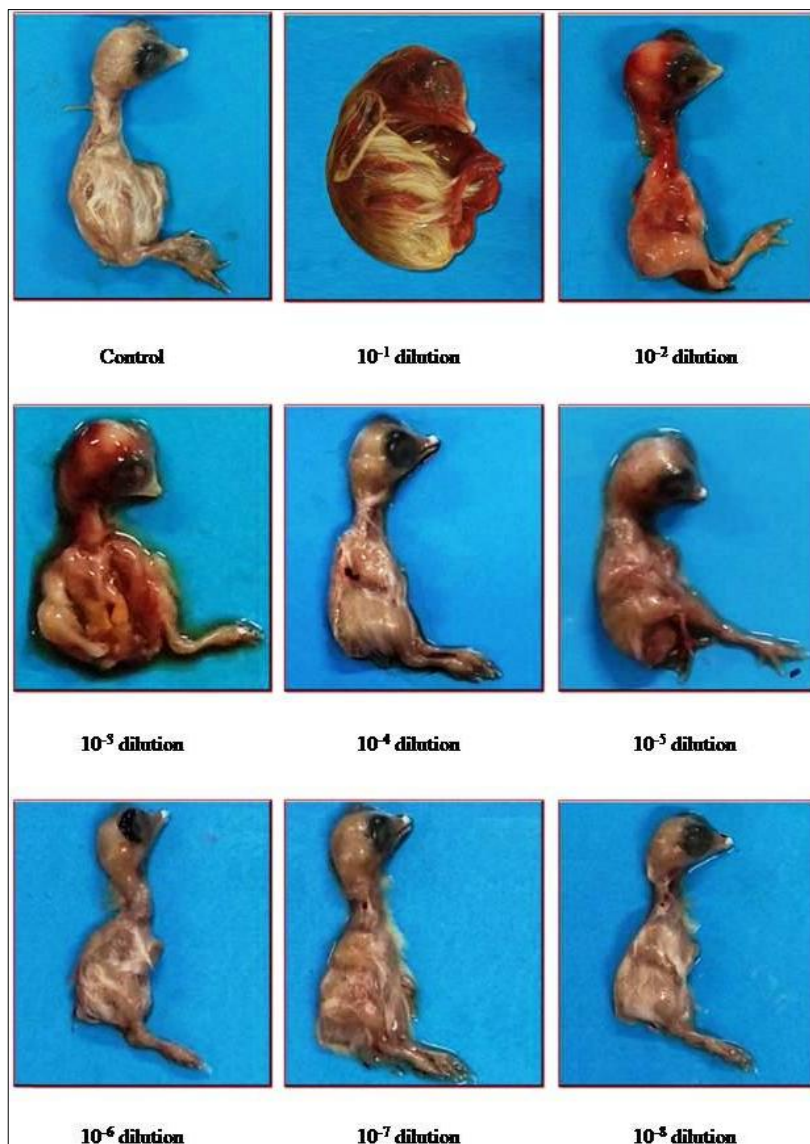 Control
10⁻¹ dilution
10⁻² dilution
10⁻³ dilution
10⁻⁴ dilution
10⁻⁵ dilution
10⁻⁶ dilution
10⁻⁷ dilution
10⁻⁸ dilution